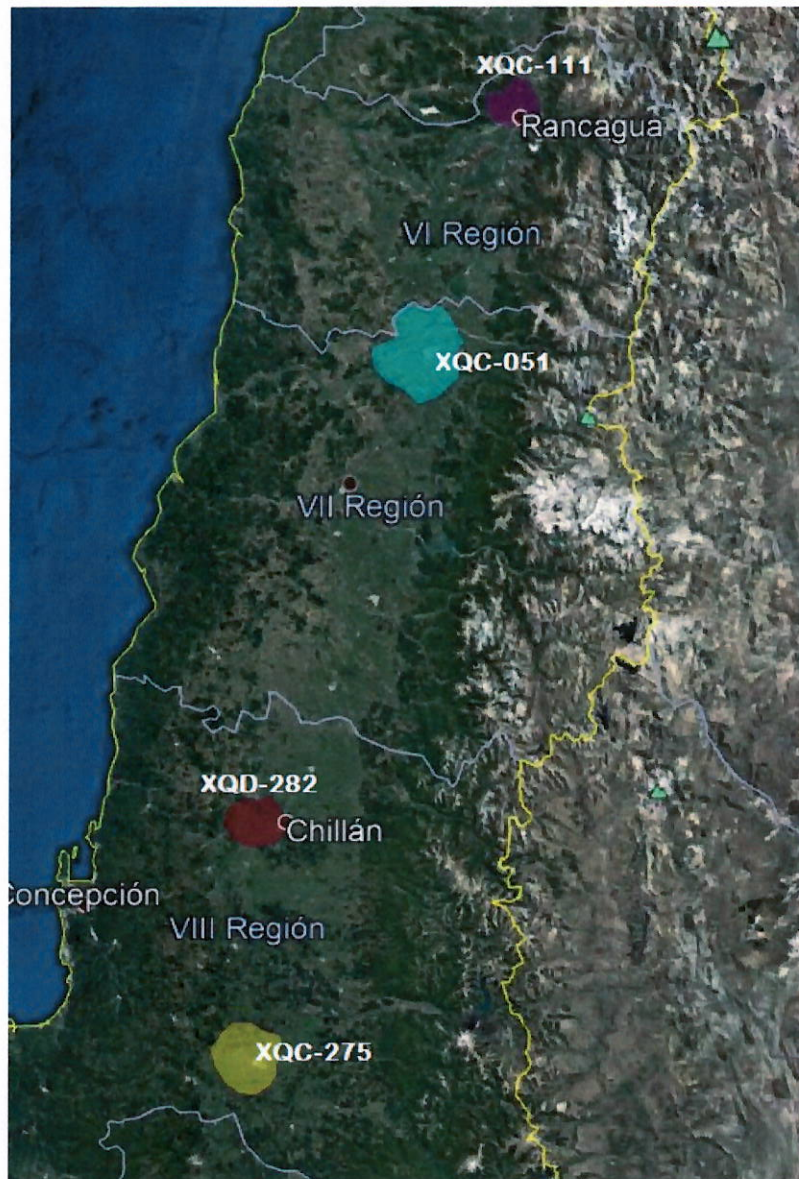 XQC-111
Rancagua
VI Región
XQC-051
VII Región
XQD-282
Chillán
Concepción
VIII Región
XQC-275